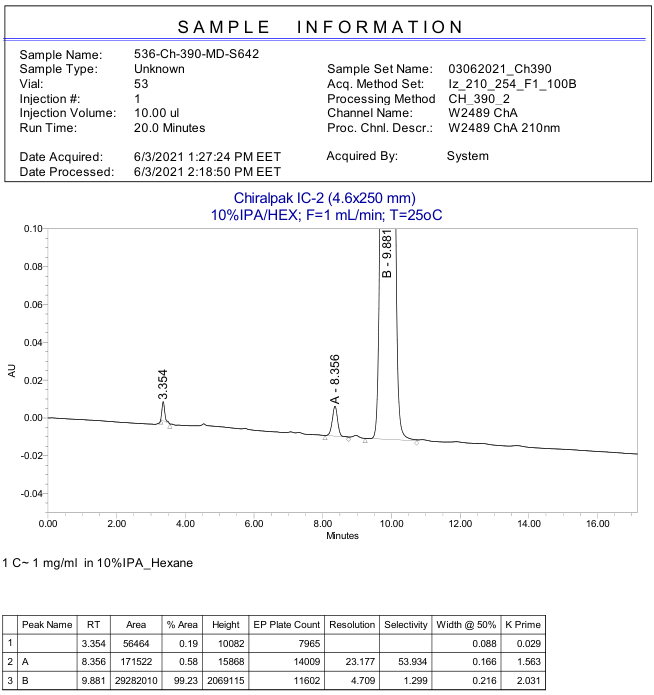 SAMPLE INFORMATION
Sample Name: 536-Ch-390-MD-S642
Sample Type: Unknown
Vial: 53
Injection #: 1
Injection Volume: 10.00 ul
Run Time: 20.0 Minutes
Date Acquired: 6/3/2021 1:27:24 PM EET
Date Processed: 6/3/2021 2:18:50 PM EET
Sample Set Name: 03062021_Ch390
Acq. Method Set: Iz_210_254_F1_100B
Processing Method CH_390_2
Channel Name: W2489 ChA
Proc. Chnl. Descr.: W2489 ChA 210nm
Acquired By: System
Chiralpak IC-2 (4.6x250 mm)
10%IPA/HEX; F=1 mL/min; T=25oC
AU
0.10
0.08
0.06
0.04
0.02
0.00
-0.02
-0.04
3.354
A - 8.356
B - 9.881
0.00 2.00 4.00 6.00 8.00 10.00 12.00 14.00 16.00
Minutes
1 C~ 1 mg/ml in 10%IPA_Hexane
Peak Name RT Area % Area Height EP Plate Count Resolution Selectivity Width @ 50% K Prime
1 3.354 56464 0.19 10082 7965 0.088 0.029
2 A 8.356 171522 0.58 15868 14009 23.177 53.934 0.166 1.563
3 B 9.881 29282010 99.23 2069115 11602 4.709 1.299 0.216 2.031